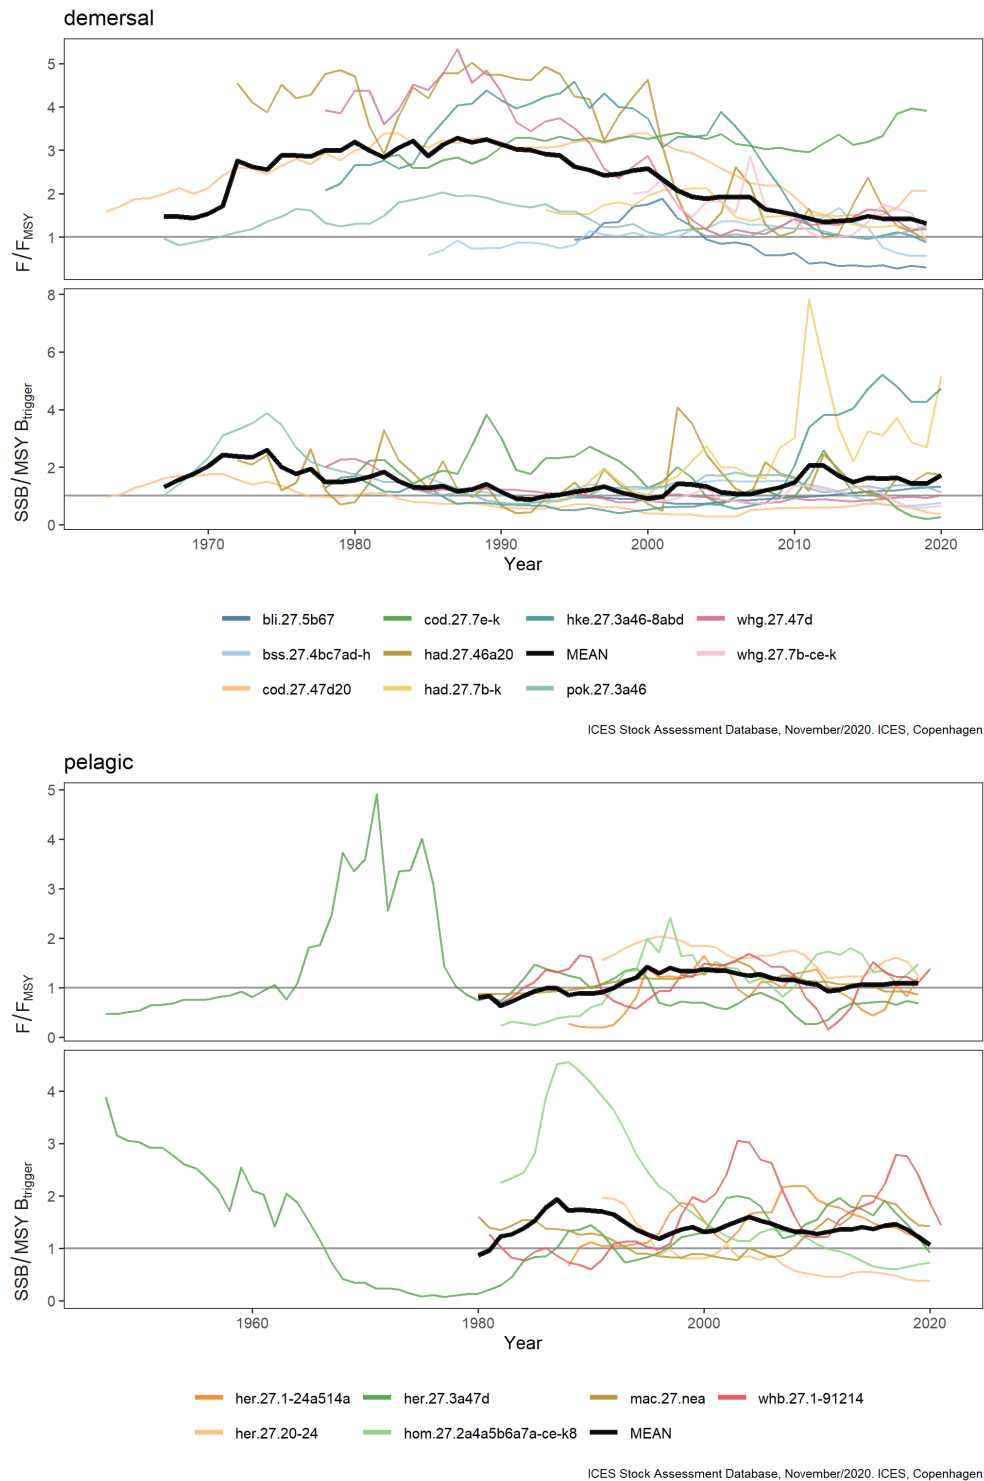 demersal
F/F_MSY
5
4
3
2
1
SSB/MSY B_trigger
8
6
4
2
0
1970 1980 1990 2000 2010 2020
Year
bli.27.5b67 cod.27.7e-k hke.27.3a46-8abd whg.27.47d
bss.27.4bc7ad-h had.27.46a20 MEAN whg.27.7b-ce-k
cod.27.47d20 had.27.7b-k pok.27.3a46
ICES Stock Assessment Database, November/2020. ICES, Copenhagen
pelagic
F/F_MSY
5
4
3
2
1
0
SSB/MSY B_trigger
4
3
2
1
0
1960 1980 2000 2020
Year
her.27.1-24a514a her.27.3a47d mac.27.nea whb.27.1-91214
her.27.20-24 hom.27.2a4a5b6a7a-ce-k8 MEAN
ICES Stock Assessment Database, November/2020. ICES, Copenhagen